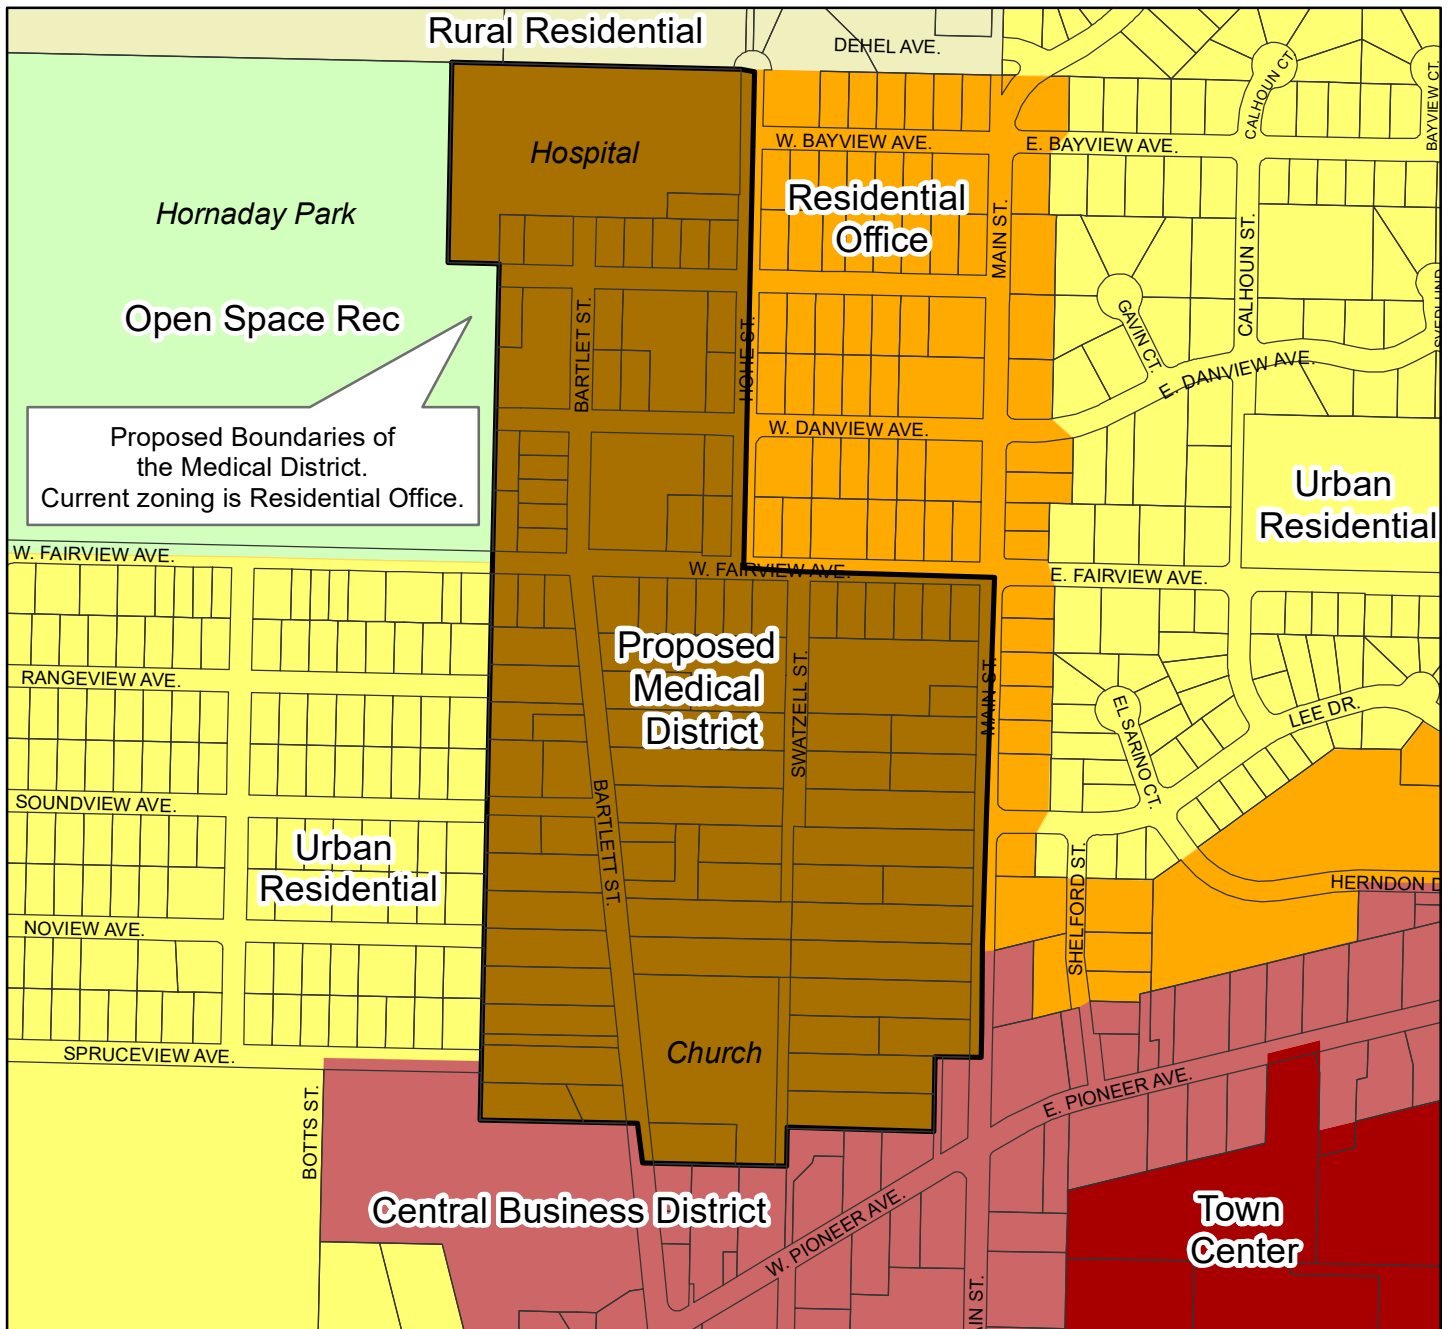 Rural Residential
DEHEL AVE.
CALHOUN CT
BAYVIEW CT.
Hospital
W. BAYVIEW AVE.
E. BAYVIEW AVE.
Hornaday Park
Residential
Office
MAIN ST.
CALHOUN ST.
Open Space Rec
BARTLET ST.
HOHE ST.
GAVIN CT.
E. DANVIEW AVE.
Proposed Boundaries of
the Medical District.
Current zoning is Residential Office.
W. DANVIEW AVE.
Urban
Residential
W. FAIRVIEW AVE.
W. FAIRVIEW AVE.
E. FAIRVIEW AVE.
Proposed
Medical
District
RANGEVIEW AVE.
SWATZELL ST.
MAIN ST.
EL SARINO CT.
LEE DR.
SOUNDVIEW AVE.
BARTLETT ST.
Urban
Residential
SHELFORD ST.
HERNDON D
NOVIEW AVE.
Church
SPRUCEVIEW AVE.
BOTTS ST.
E. PIONEER AVE.
Central Business District
W. PIONEER AVE.
Town
Center
AIN ST.